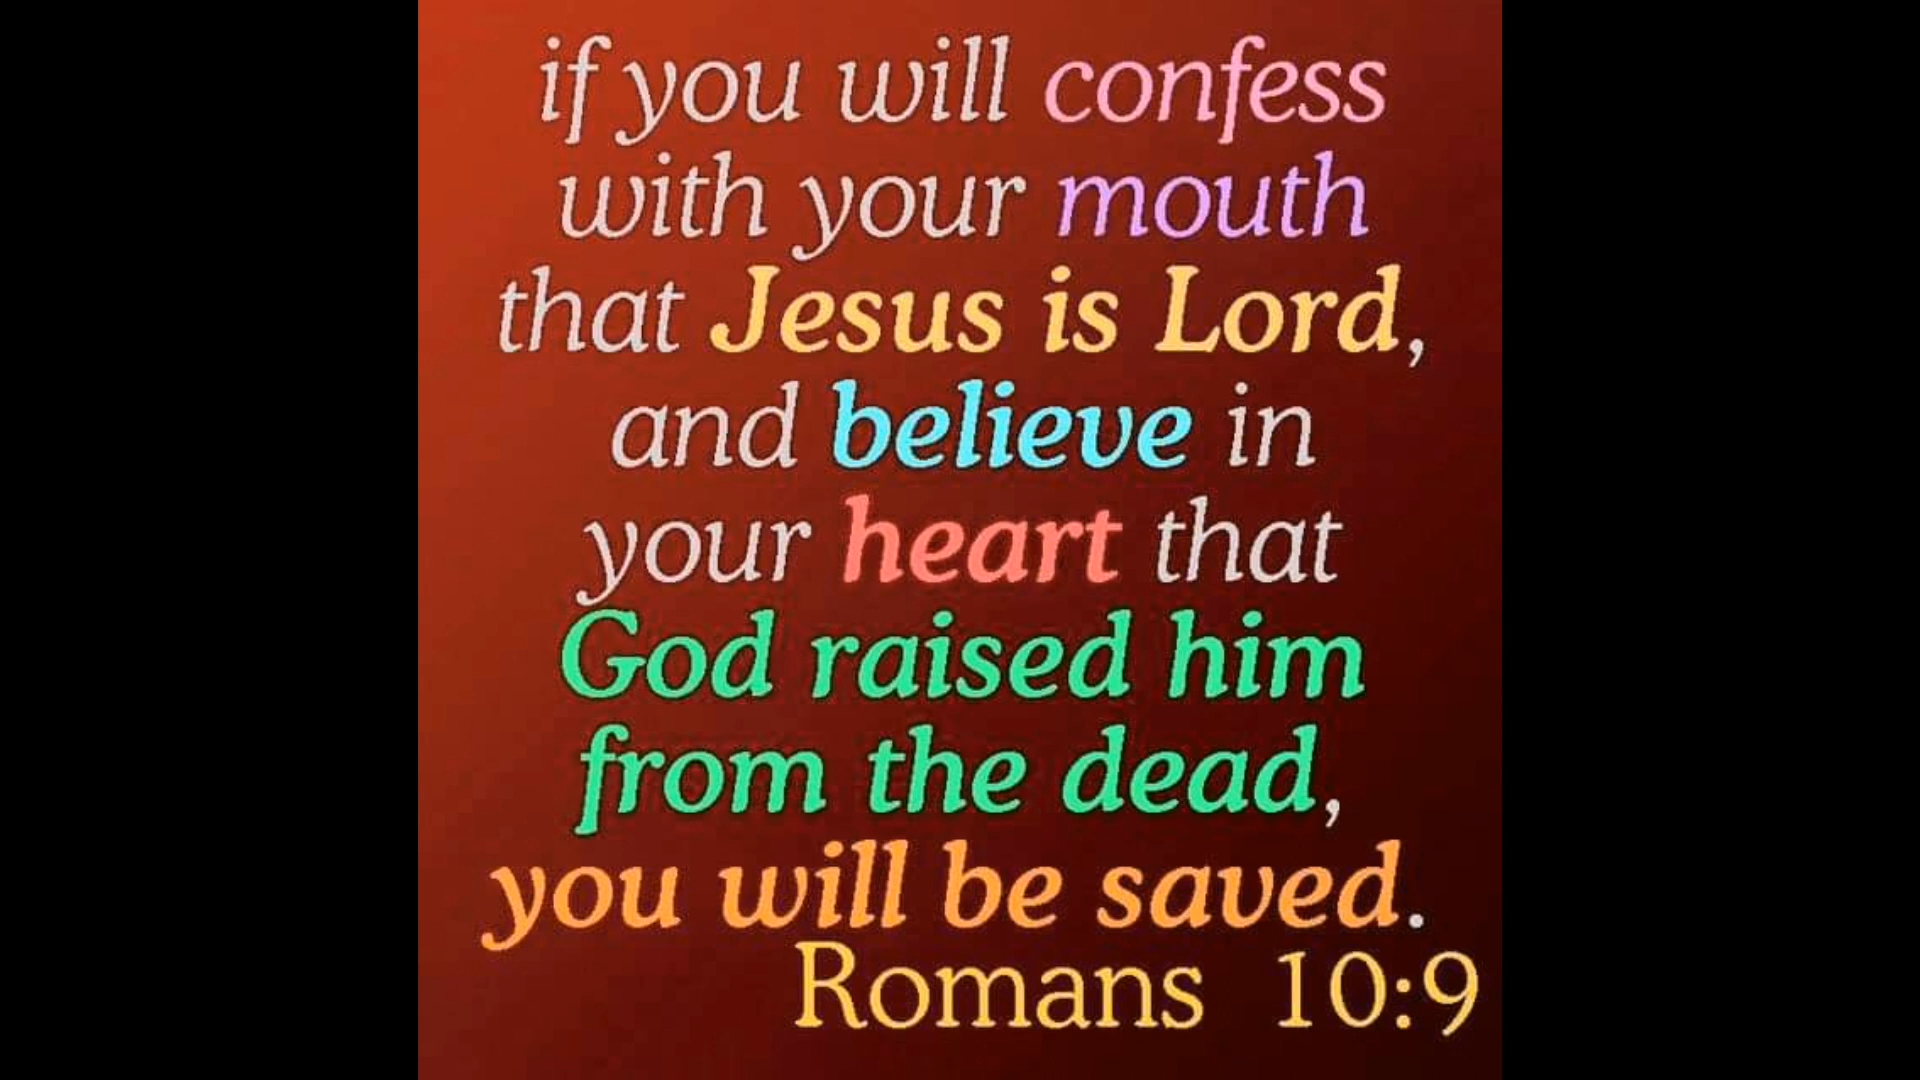 if you will confess
with your mouth
that Jesus is Lord,
and believe in
your heart that
God raised him
from the dead,
you will be saved.
Romans 10:9